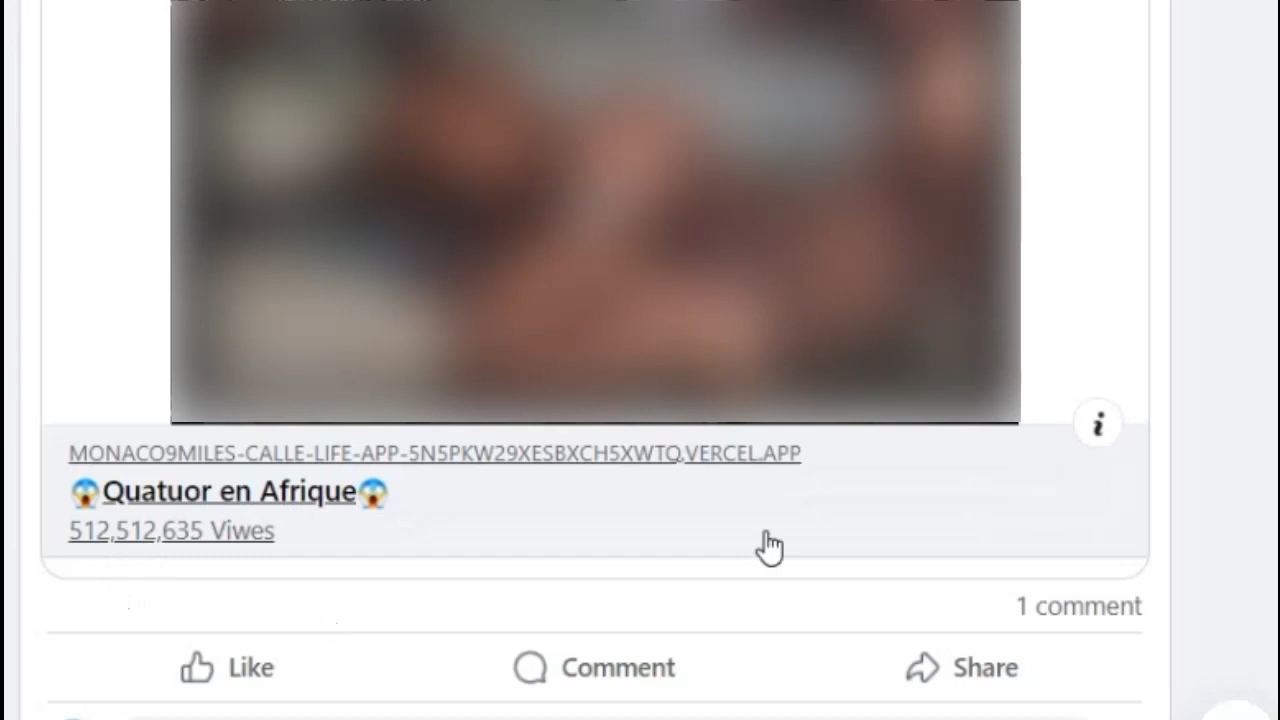 MONACO9MILES-CALLE-LIFE-APP-5N5PKW29XESBXCH5XWTQ.VERCEL.APP
😱Quatuor en Afrique😱
512,512,635 Viwes
1 comment
Like
Comment
Share